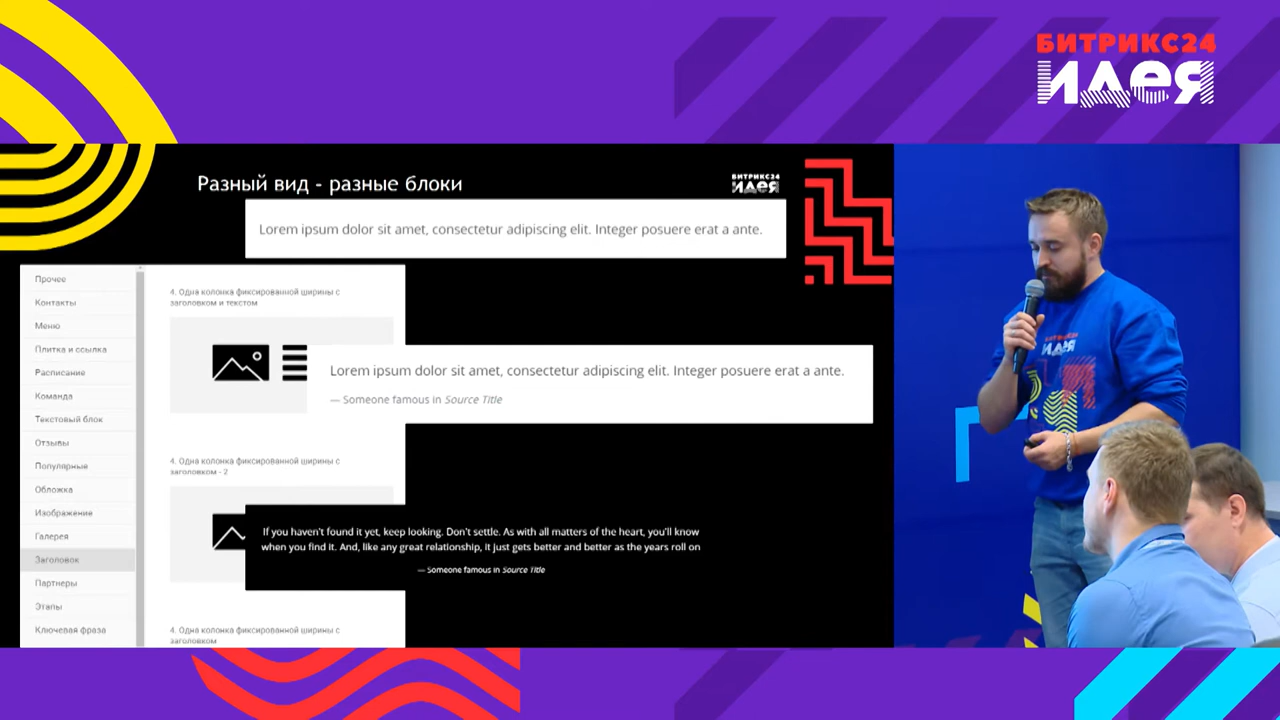 БИТРИКС24
идея
Разный вид - разные блоки
БИТРИКС24
идея
Lorem ipsum dolor sit amet, consectetur adipiscing elit. Integer posuere erat a ante.
Прочее
Контакты
Меню
Плитка и ссылка
Расписание
Команда
Текстовый блок
Отзывы
Популярные
Обложка
Изображение
Галерея
Заголовок
Партнеры
Этапы
Ключевая фраза
4. Одна колонка фиксированной ширины с
заголовком и текстом
Lorem ipsum dolor sit amet, consectetur adipiscing elit. Integer posuere erat a ante.
— Someone famous in Source Title
4. Одна колонка фиксированной ширины с
заголовком - 2
If you haven't found it yet, keep looking. Don't settle. As with all matters of the heart, you'll know
when you find it. And, like any great relationship, it just gets better and better as the years roll on
— Someone famous in Source Title
4. Одна колонка фиксированной ширины с
заголовком
идея